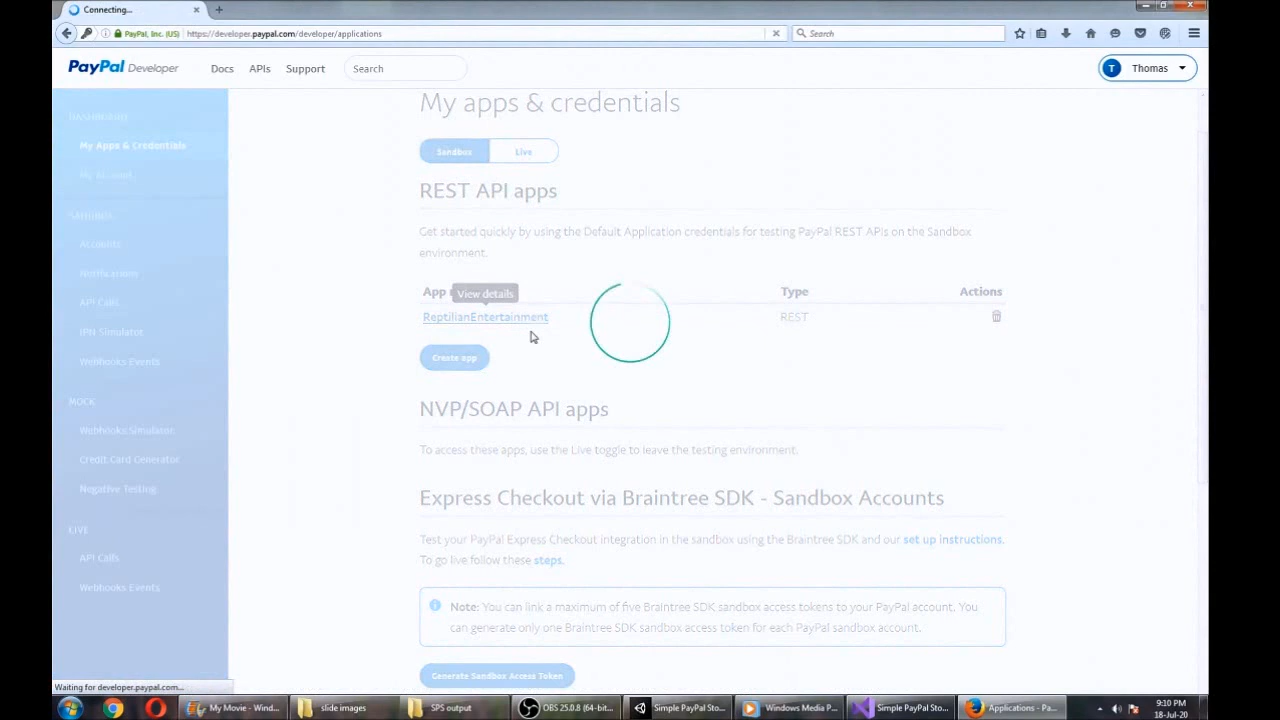 Connecting...
PayPal, Inc. (US) https://developer.paypal.com/developer/applications
Search
PayPal Developer Docs APIs Support Search
T Thomas
My apps & credentials
Sandbox Live
DASHBOARD
My Apps & Credentials
My Account
SANDBOX
Accounts
Notifications
API Calls
IPN Simulator
Webhooks Events
MOCK
Webhooks Simulator
Credit Card Generator
Negative Testing
LIVE
API Calls
Webhooks Events
REST API apps
Get started quickly by using the Default Application credentials for testing PayPal REST APIs on the Sandbox
environment.
App Type Actions
View details
ReptilianEntertainment REST
Create app
NVP/SOAP API apps
To access these apps, use the Live toggle to leave the testing environment.
Express Checkout via Braintree SDK - Sandbox Accounts
Test your PayPal Express Checkout integration in the sandbox using the Braintree SDK and our set up instructions.
To go live follow these steps.
Note: You can link a maximum of five Braintree SDK sandbox access tokens to your PayPal account. You
can generate only one Braintree SDK sandbox access token for each PayPal sandbox account.
Generate Sandbox Access Token
Waiting for developer.paypal.com...
My Movie - Wind... slide images SPS output OBS 25.0.8 (64-bit... Simple PayPal Sto... Windows Media P... Simple PayPal Sto... Applications - Pa...
9:10 PM
18-Jul-20